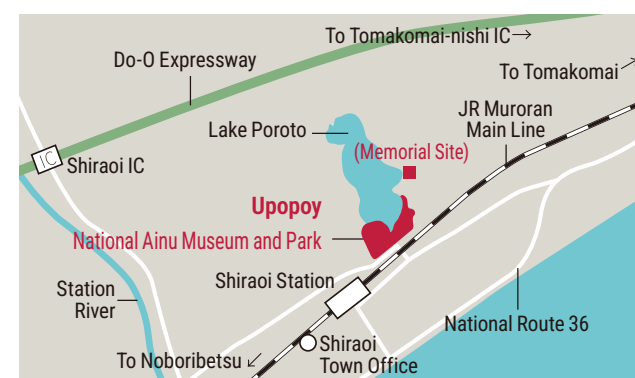 To Tomakomai-nishi IC→
Do-O Expressway
To Tomakomai
JR Muroran
Main Line
Lake Poroto
(Memorial Site)
IC
Shiraoi IC
Upopoy
National Ainu Museum and Park
Shiraoi Station
Station
River
National Route 36
Shiraoi
Town Office
To Noboribetsu